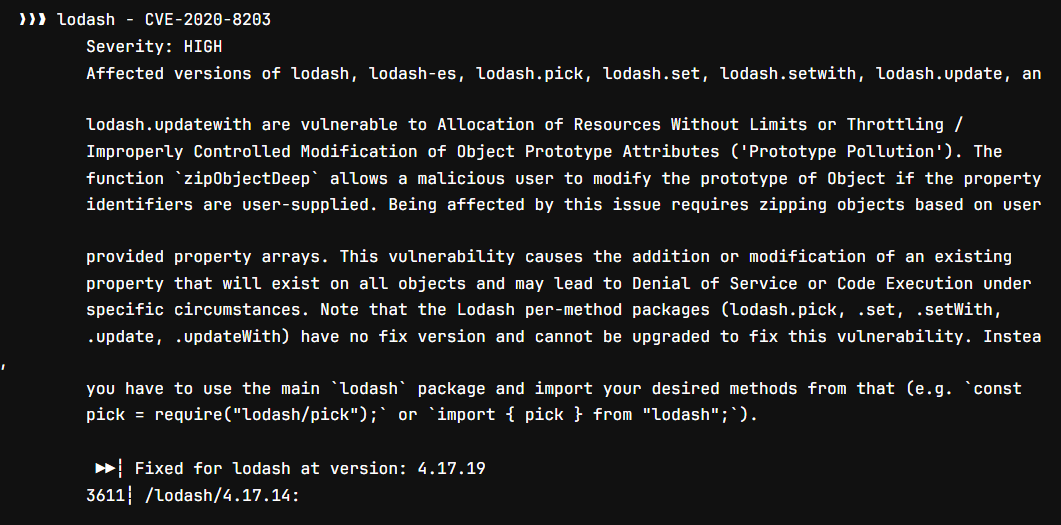 ❫❫❫ lodash - CVE-2020-8203
Severity: HIGH
Affected versions of lodash, lodash-es, lodash.pick, lodash.set, lodash.setwith, lodash.update, an
lodash.updatewith are vulnerable to Allocation of Resources Without Limits or Throttling /
Improperly Controlled Modification of Object Prototype Attributes ('Prototype Pollution'). The
function `zipObjectDeep` allows a malicious user to modify the prototype of Object if the property
identifiers are user-supplied. Being affected by this issue requires zipping objects based on user
provided property arrays. This vulnerability causes the addition or modification of an existing
property that will exist on all objects and may lead to Denial of Service or Code Execution under
specific circumstances. Note that the Lodash per-method packages (lodash.pick, .set, .setWith,
.update, .updateWith) have no fix version and cannot be upgraded to fix this vulnerability. Instea
,
you have to use the main `lodash` package and import your desired methods from that (e.g. `const
pick = require("lodash/pick");` or `import { pick } from "lodash";`).
▶▶┆ Fixed for lodash at version: 4.17.19
3611┆ /lodash/4.17.14: